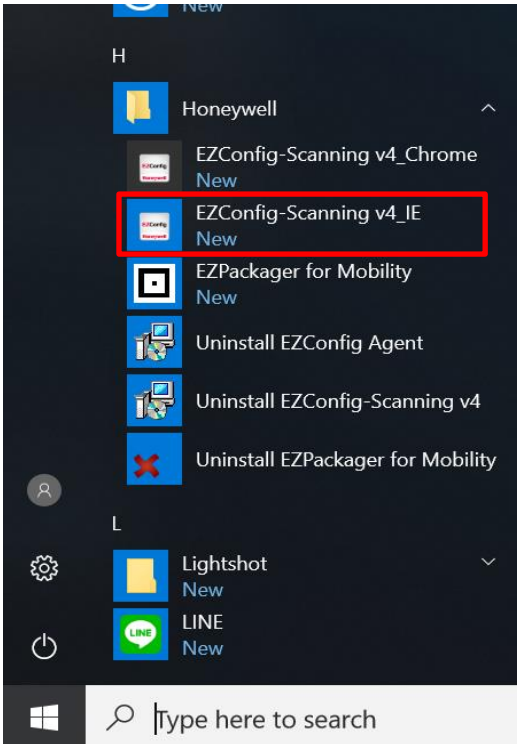 New
H
Honeywell
EZConfig-Scanning v4_Chrome
New
EZConfig-Scanning v4_IE
New
EZPackager for Mobility
New
Uninstall EZConfig Agent
Uninstall EZConfig-Scanning v4
Uninstall EZPackager for Mobility
L
Lightshot
New
LINE
LINE
New
Type here to search